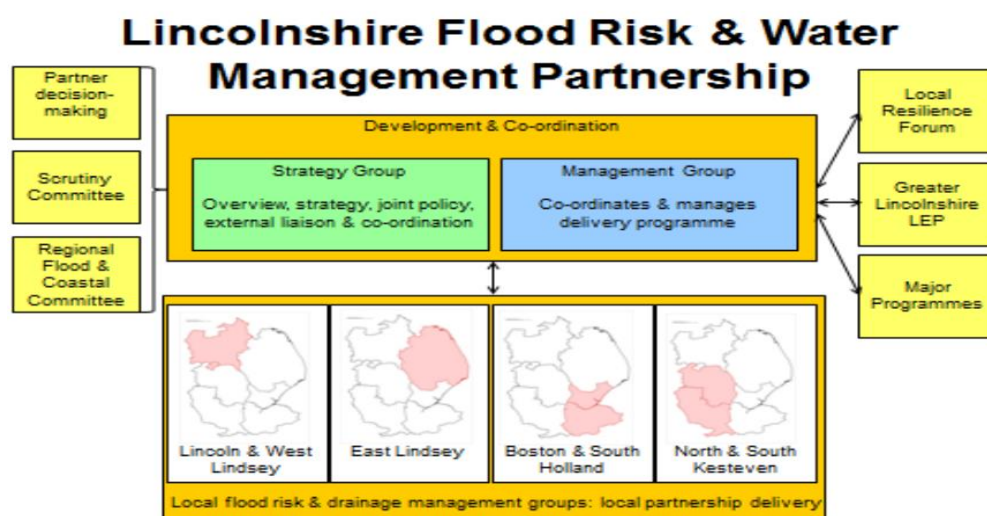 Lincolnshire Flood Risk & Water
Management Partnership
Partner
decision-
making
Scrutiny
Committee
Regional
Flood &
Coastal
Committee
Development & Co-ordination
Strategy Group
Overview, strategy, joint policy,
external liaison & co-ordination
Management Group
Co-ordinates & manages
delivery programme
Local
Resilience
Forum
Greater
Lincolnshire
LEP
Major
Programmes
Lincoln & West
Lindsey
East Lindsey
Boston & South
Holland
North & South
Kesteven
Local flood risk & drainage management groups: local partnership delivery